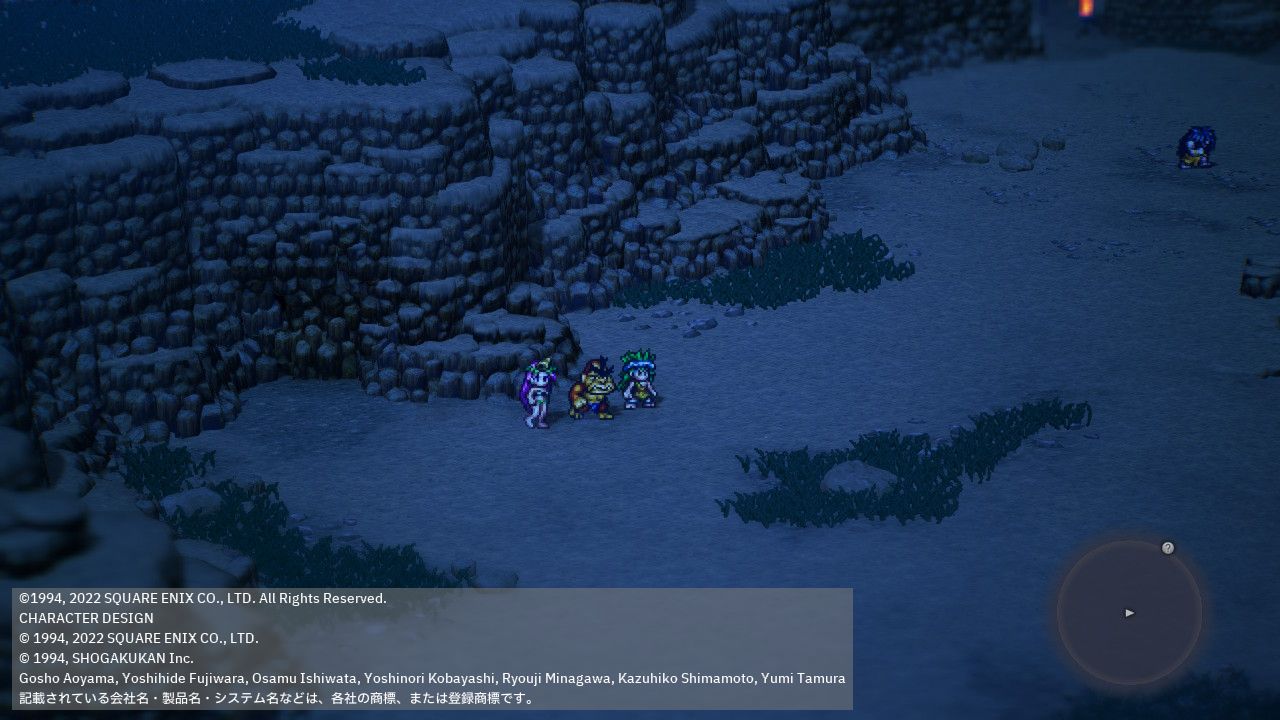 ©1994, 2022 SQUARE ENIX CO., LTD. All Rights Reserved.
CHARACTER DESIGN
© 1994, 2022 SQUARE ENIX CO., LTD.
© 1994, SHOGAKUKAN Inc.
Gosho Aoyama, Yoshihide Fujiwara, Osamu Ishiwata, Yoshinori Kobayashi, Ryouji Minagawa, Kazuhiko Shimamoto, Yumi Tamura
記載されている会社名・製品名・システム名などは、各社の商標、または登録商標です。
?